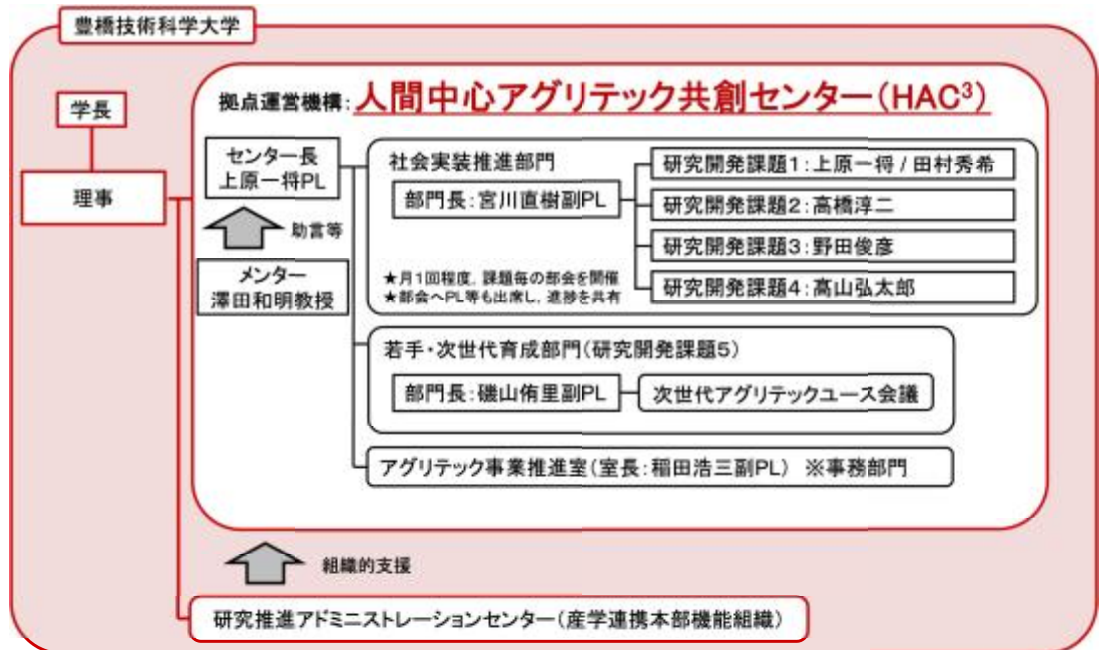 豊橋技術科学大学
学長
理事
拠点運営機構:人間中心アグリテック共創センター(HAC³)
センター長
上原一将PL
助言等
メンター
澤田和明教授
社会実装推進部門
部門長:宮川直樹副PL
★月1回程度,課題毎の部会を開催
★部会へPL等も出席し,進捗を共有
研究開発課題1:上原一将 / 田村秀希
研究開発課題2:高橋淳二
研究開発課題3:野田俊彦
研究開発課題4:高山弘太郎
若手・次世代育成部門(研究開発課題5)
部門長:磯山侑里副PL
次世代アグリテックユース会議
アグリテック事業推進室(室長:稲田浩三副PL) ※事務部門
組織的支援
研究推進アドミニストレーションセンター(産学連携本部機能組織)